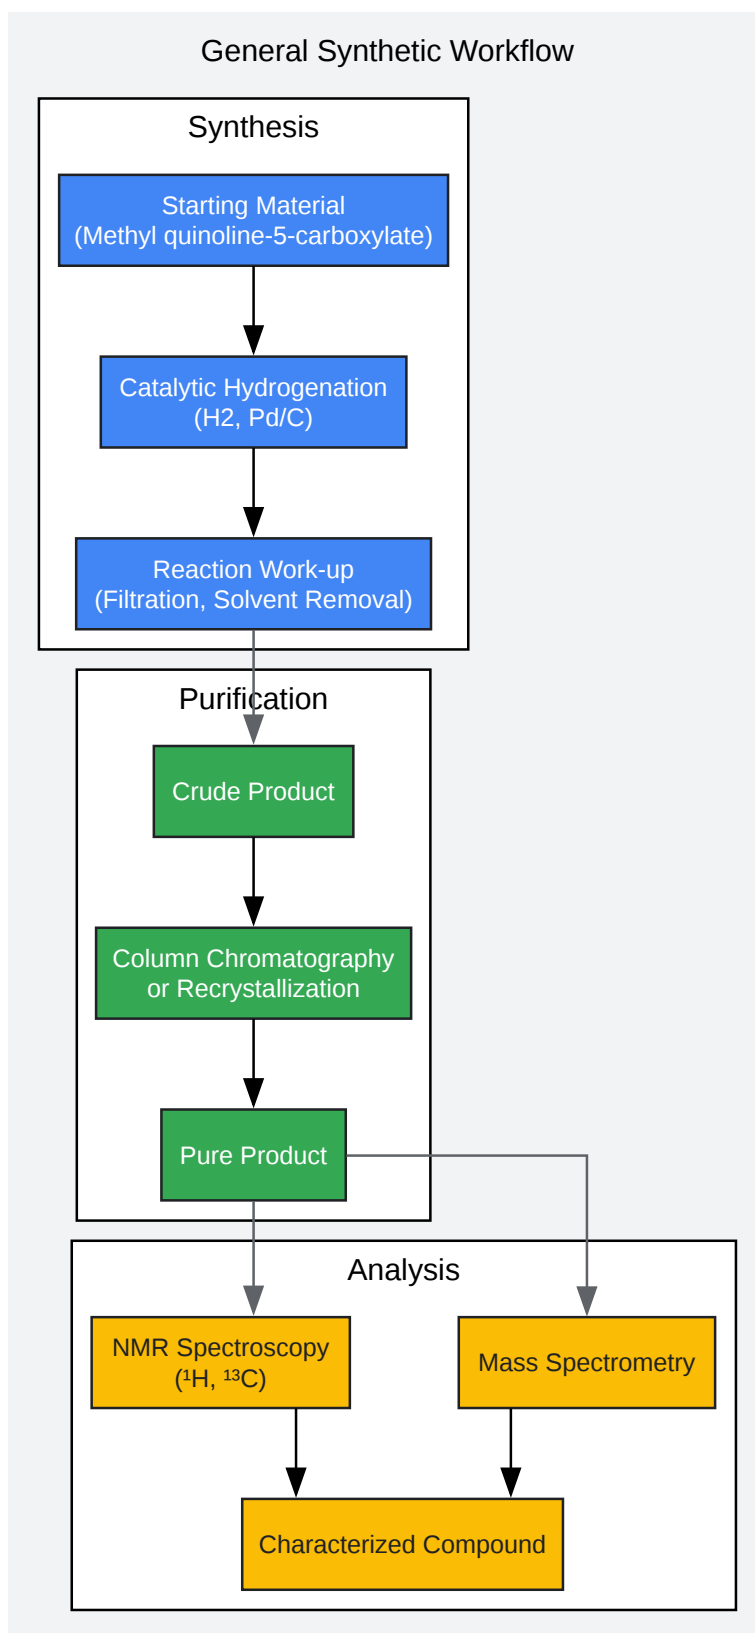 General Synthetic Workflow
Synthesis
Starting Material
(Methyl quinoline-5-carboxylate)
Catalytic Hydrogenation
(H2, Pd/C)
Reaction Work-up
(Filtration, Solvent Removal)
Purification
Crude Product
Column Chromatography
or Recrystallization
Pure Product
Analysis
NMR Spectroscopy
(¹H, ¹³C)
Mass Spectrometry
Characterized Compound